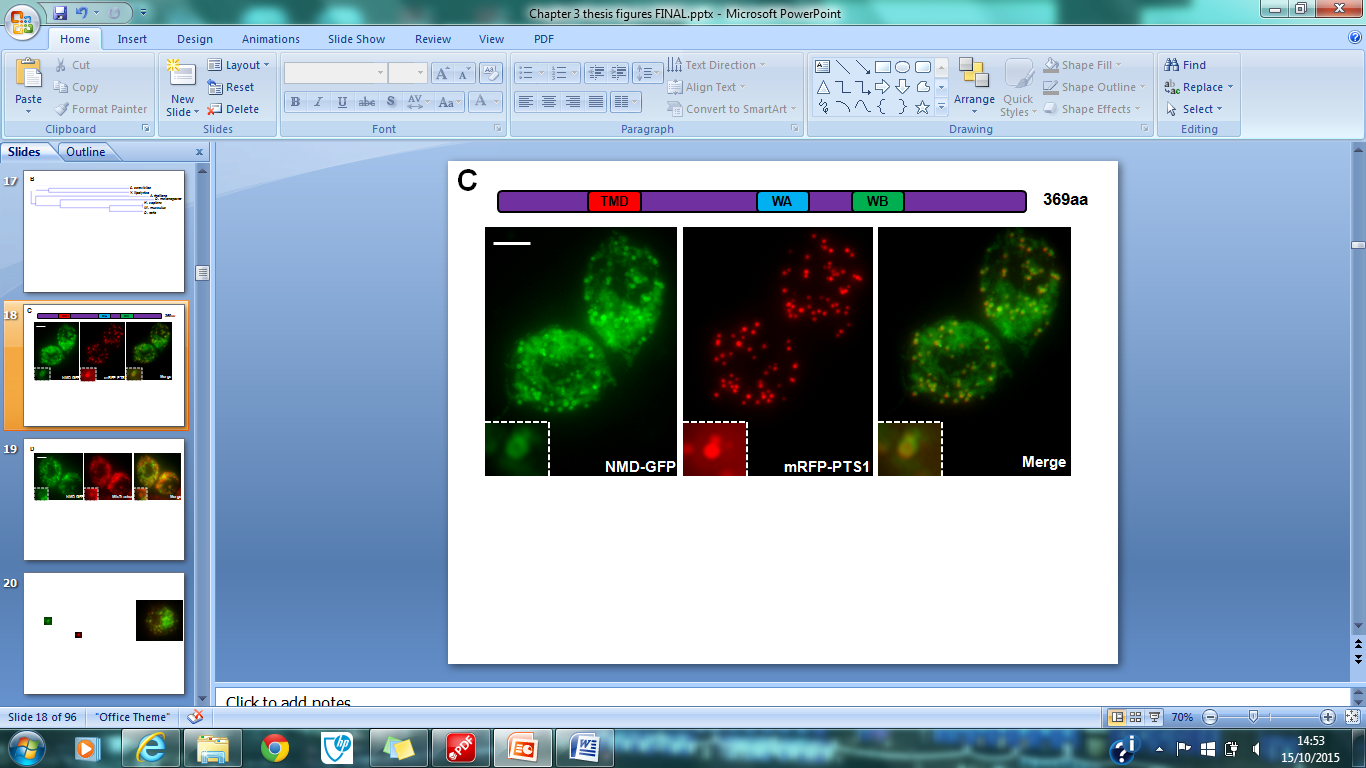 Chapter 3 thesis figures FINAL.pptx - Microsoft PowerPoint
Home Insert Design Animations Slide Show Review View PDF
Paste
Cut
Copy
Format Painter
Clipboard
New Slide
Layout
Reset
Delete
Slides
B I U abc S AV Aa A
Font
Paragraph
Text Direction
Align Text
Convert to SmartArt
Arrange
Quick Styles
Shape Fill
Shape Outline
Shape Effects
Drawing
Find
Replace
Select
Editing
Slides Outline x
17
B
18
C
19
20
C
TMD WA WB 369aa
NMD-GFP mRFP-PTS1 Merge
Click to add notes
Slide 18 of 96 "Office Theme" 70%
14:53
15/10/2015